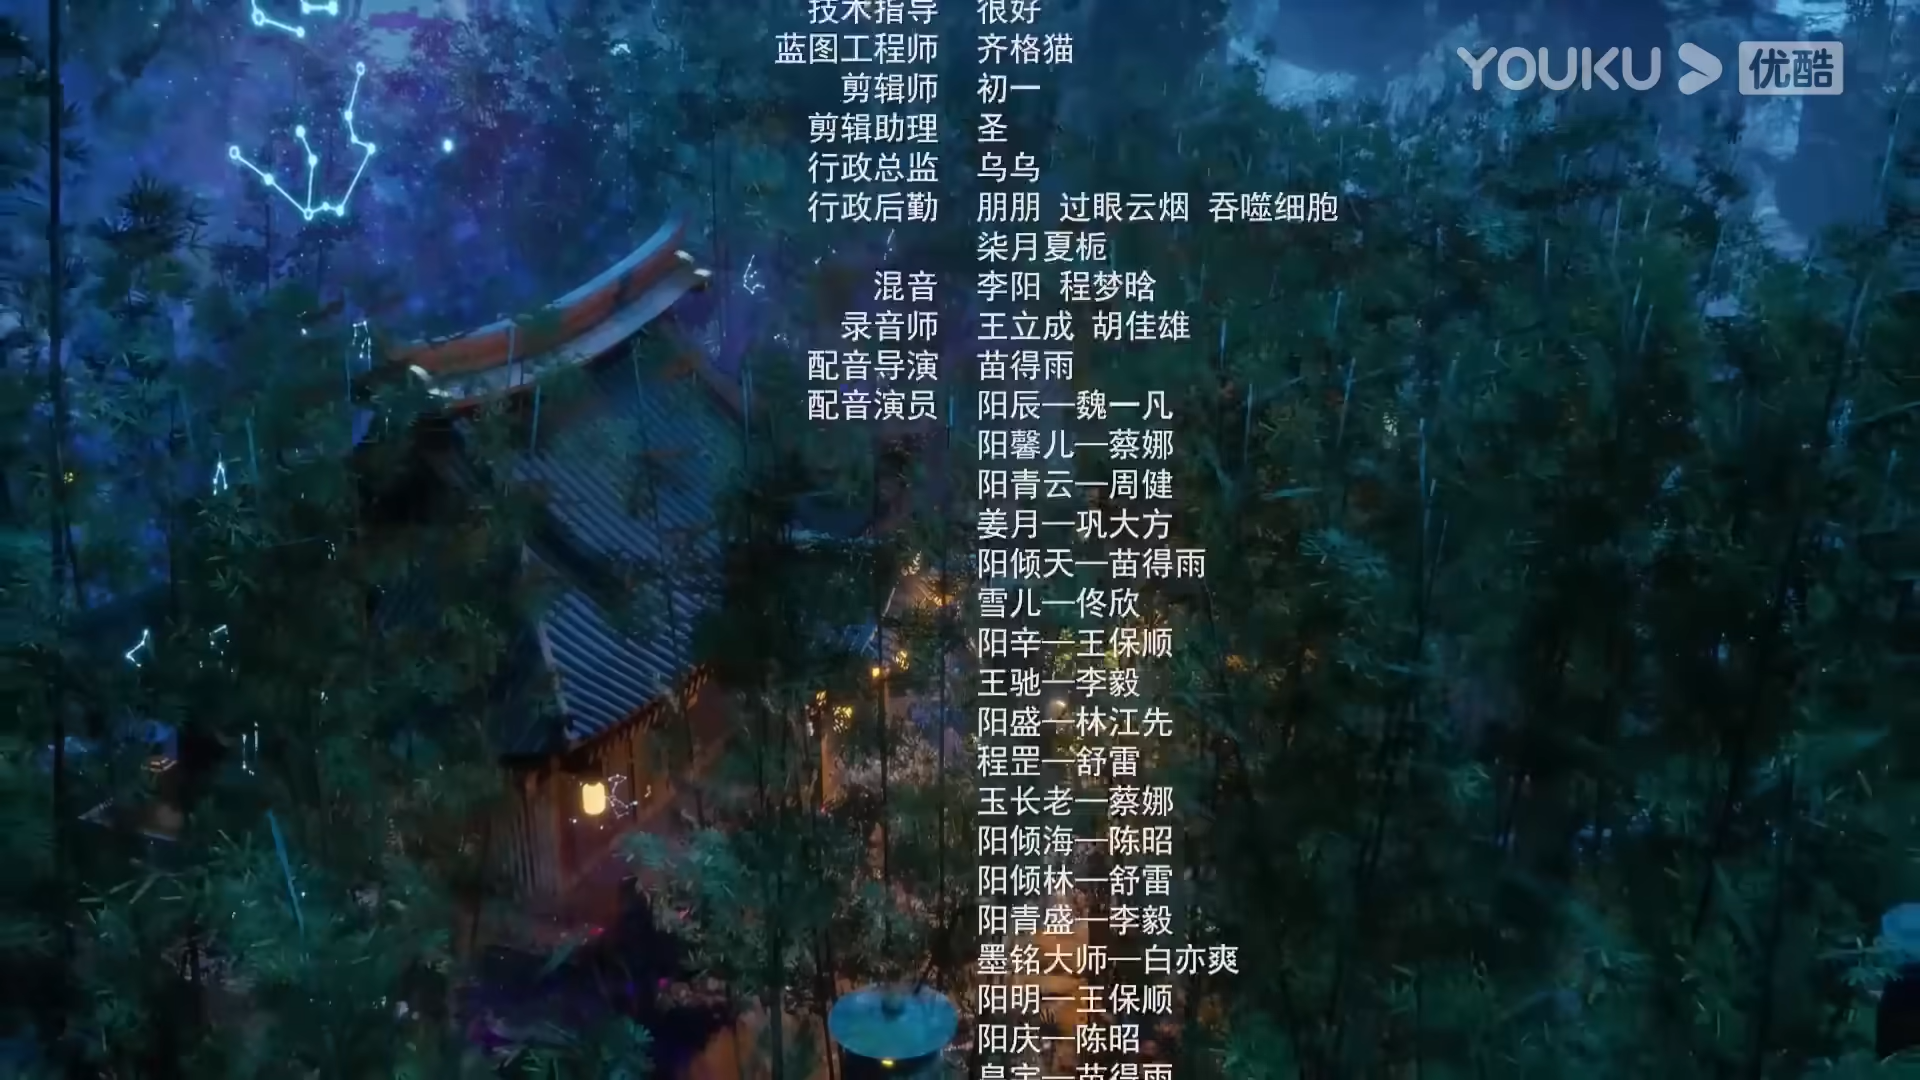 技术指导 很好
YOUKU 优酷
蓝图工程师 齐格猫
剪辑师 初一
剪辑助理 圣
行政总监 乌乌
行政后勤 朋朋 过眼云烟 吞噬细胞
柒月夏栀
混音 李阳 程梦晗
录音师 王立成 胡佳雄
配音导演 苗得雨
配音演员 阳辰—魏一凡
阳馨儿—蔡娜
阳青云—周健
姜月—巩大方
阳倾天—苗得雨
雪儿—佟欣
阳辛—王保顺
王驰—李毅
阳盛—林江先
程罡—舒雷
玉长老—蔡娜
阳倾海—陈昭
阳倾林—舒雷
阳青盛—李毅
墨铭大师—白亦爽
阳明—王保顺
阳庆—陈昭
皇宇—苗得雨